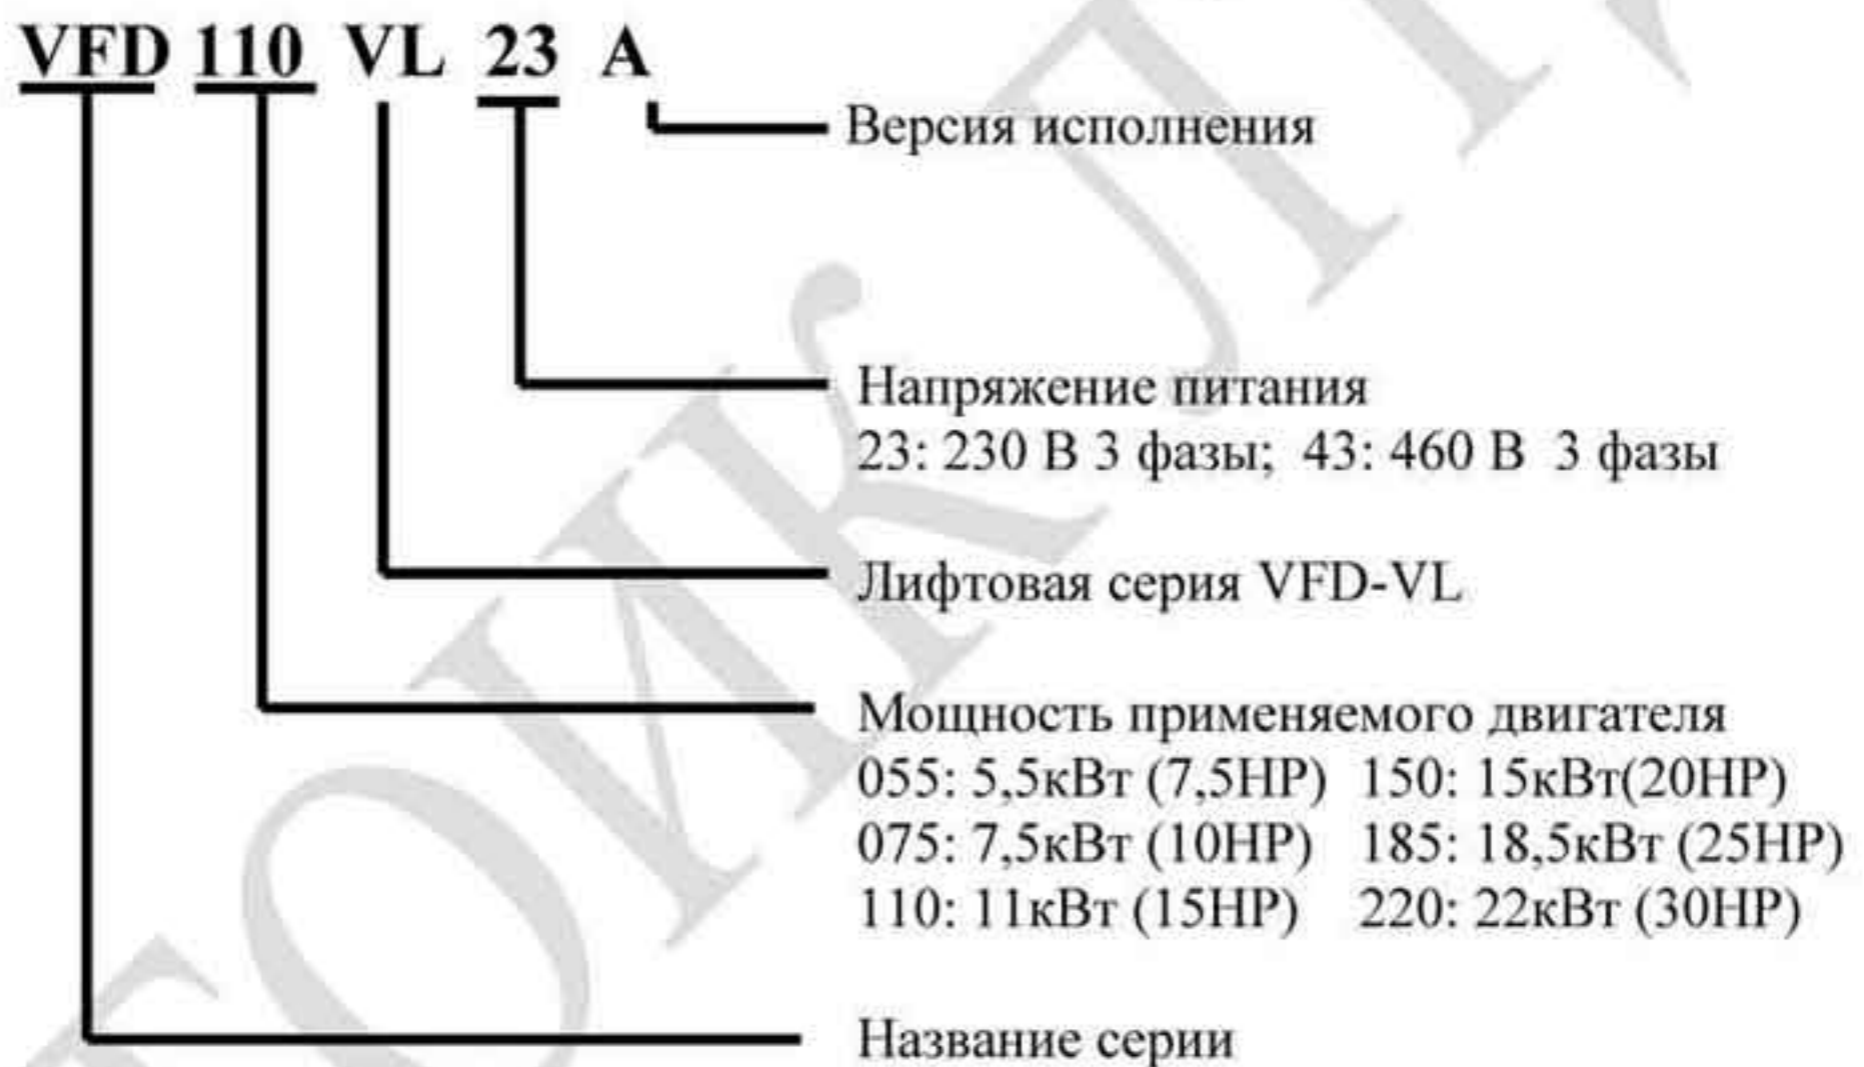 VFD 110 VL 23 A
Версия исполнения
Напряжение питания
23: 230 В 3 фазы; 43: 460 В 3 фазы
Лифтовая серия VFD-VL
Мощность применяемого двигателя
055: 5,5кВт (7,5HP) 150: 15кВт(20HP)
075: 7,5кВт (10HP) 185: 18,5кВт (25HP)
110: 11кВт (15HP) 220: 22кВт (30HP)
Название серии